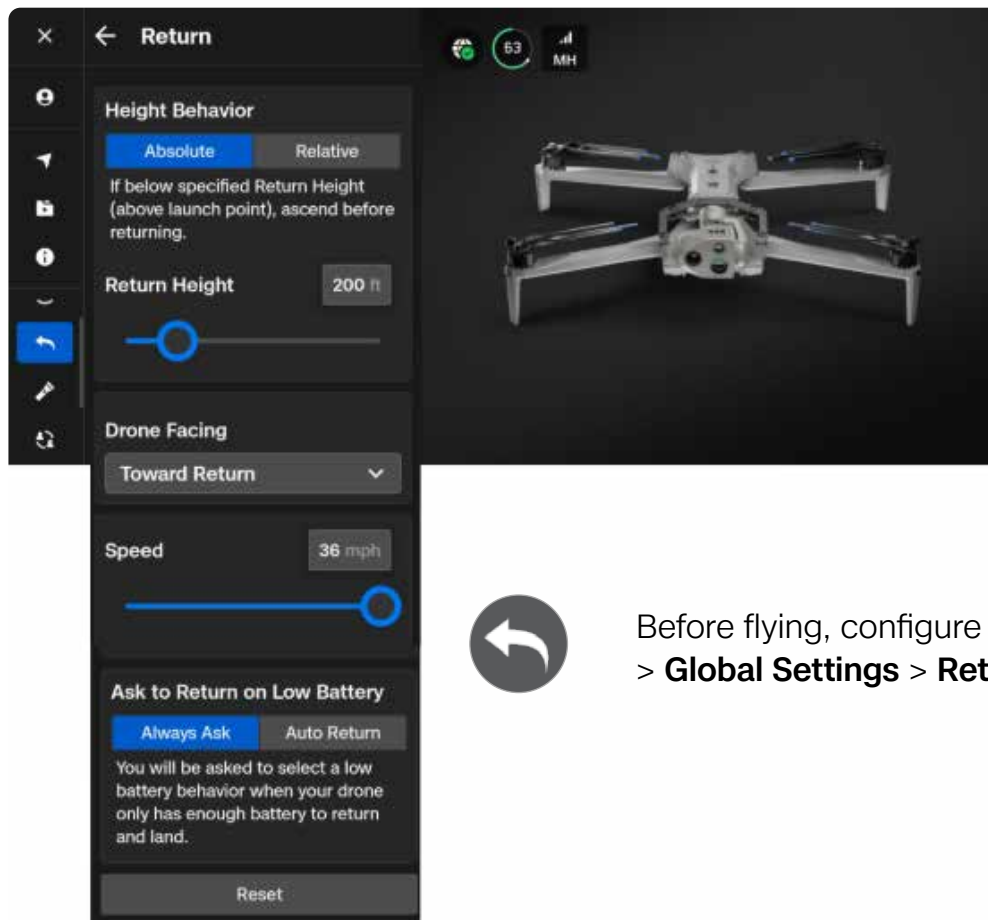 Return
63
MH
Height Behavior
Absolute Relative
If below specified Return Height
(above launch point), ascend before
returning.
Return Height 200 ft
Drone Facing
Toward Return
Speed 36 mph
Before flying, configure
> Global Settings > Ret
Ask to Return on Low Battery
Always Ask Auto Return
You will be asked to select a low
battery behavior when your drone
only has enough battery to return
and land.
Reset